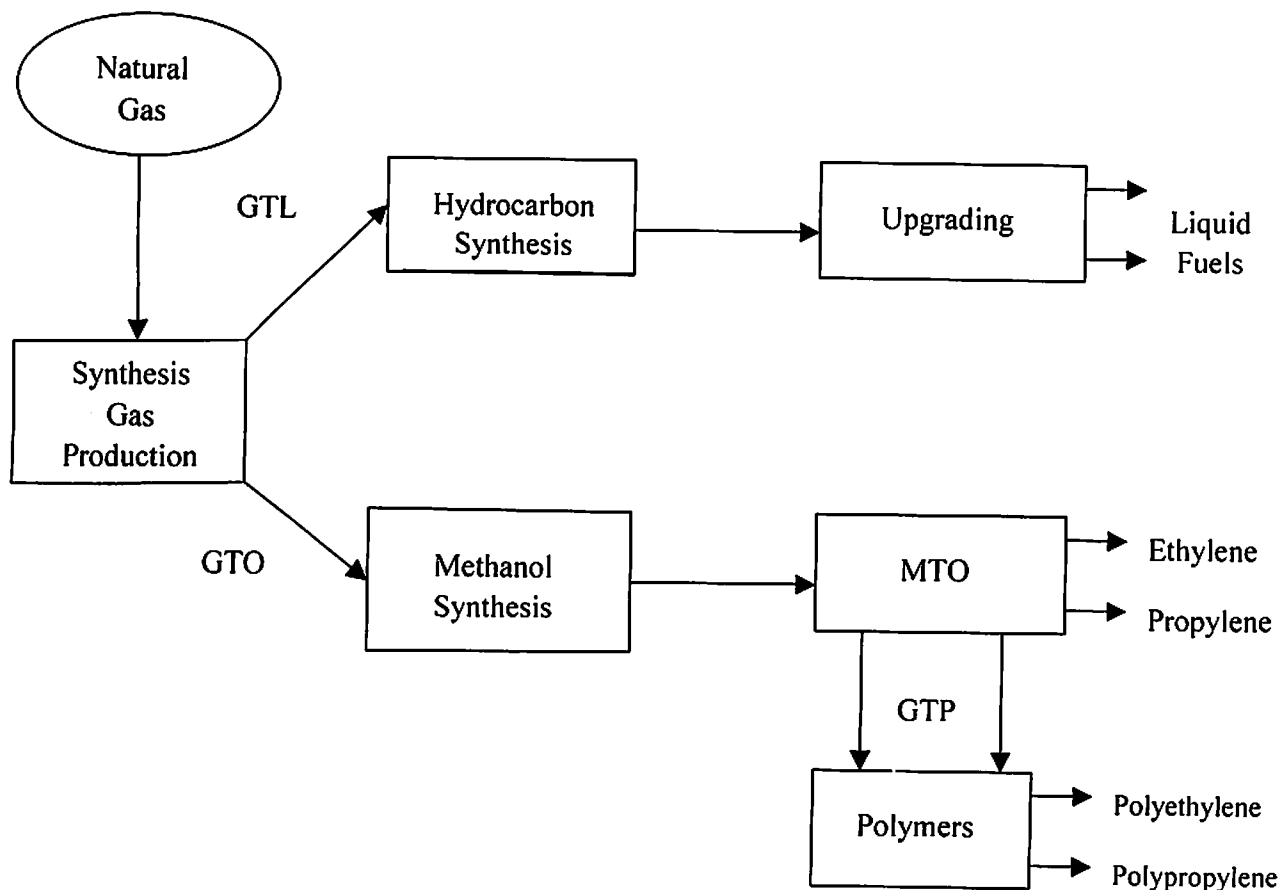 Natural
Gas
GTL
Hydrocarbon
Synthesis
Upgrading
Liquid
Fuels
Synthesis
Gas
Production
GTO
Methanol
Synthesis
MTO
Ethylene
Propylene
GTP
Polymers
Polyethylene
Polypropylene